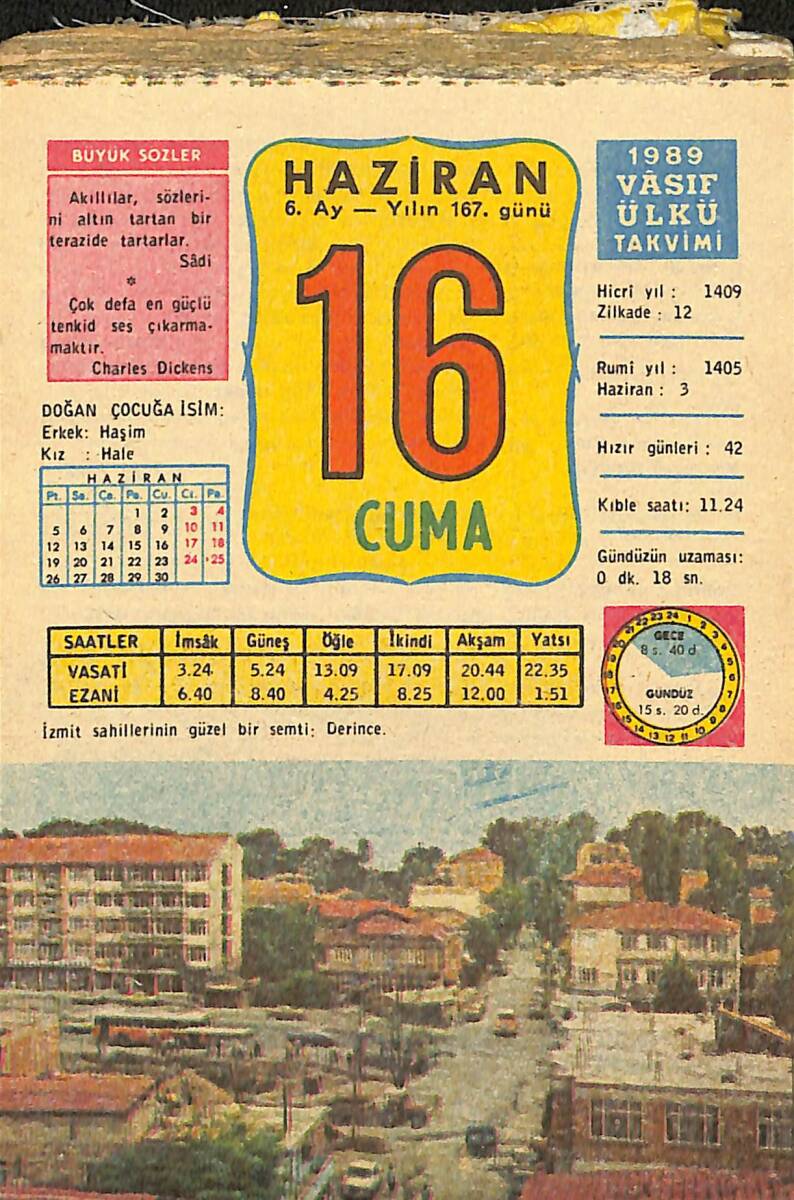 BÜYÜK SÖZLER
Akıllılar, sözleri-
ni altın tartan bir
terazide tartarlar.
Sâdi
*
Çok defa en güçlü
tenkid ses çıkarma-
maktır.
Charles Dickens
DOĞAN ÇOCUĞA İSİM:
Erkek: Haşim
Kız : Hale
HAZİRAN
Pt. Sa. Ça. Pe. Cu. Ct. Pa.
1 2 3 4
5 6 7 8 9 10 11
12 13 14 15 16 17 18
19 20 21 22 23 24 25
26 27 28 29 30
HAZİRAN
6. Ay — Yılın 167. günü
16
CUMA
1989
VÂSIF
ÜLKÜ
TAKVİMİ
Hicrî yıl : 1409
Zilkade : 12
Rumî yıl : 1405
Haziran : 3
Hızır günleri : 42
Kıble saatı: 11.24
Gündüzün uzaması:
0 dk. 18 sn.
SAATLER İmsâk Güneş Öğle İkindi Akşam Yatsı
VASATİ 3.24 5.24 13.09 17.09 20.44 22.35
EZANİ 6.40 8.40 4.25 8.25 12.00 1.51
GECE
8 s. 40 d
GÜNDÜZ
15 s. 20 d.
İzmit sahillerinin güzel bir semti: Derince.